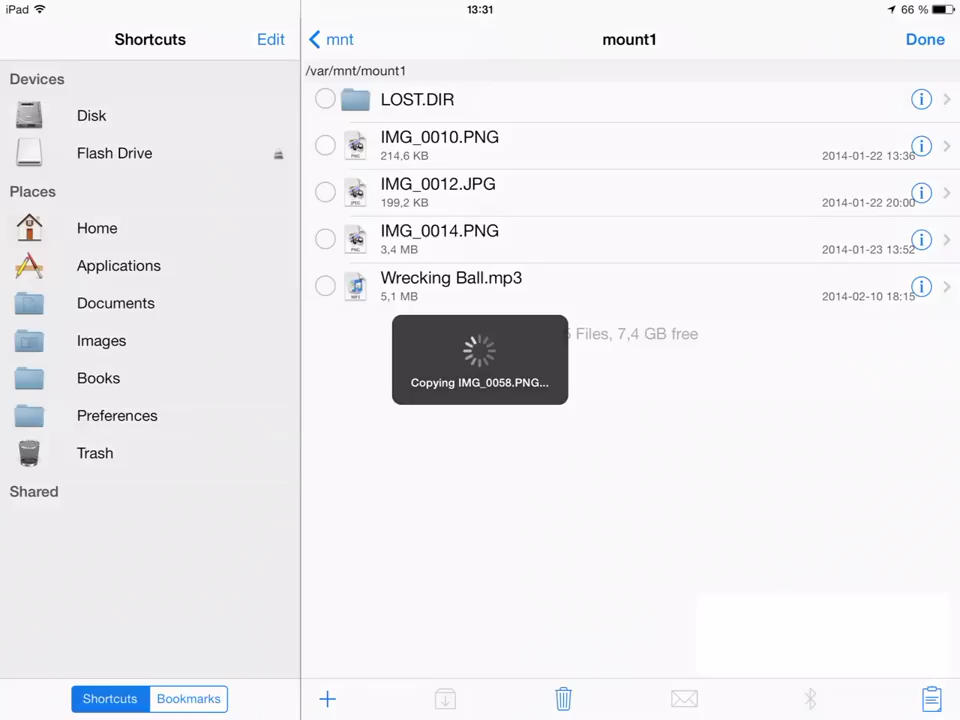 iPad 13:31 66 %
Shortcuts Edit
mnt mount1 Done
Devices
Disk
Flash Drive
Places
Home
Applications
Documents
Images
Books
Preferences
Trash
Shared
Shortcuts Bookmarks
/var/mnt/mount1
LOST.DIR
IMG_0010.PNG
214,6 KB 2014-01-22 13:36
IMG_0012.JPG
199,2 KB 2014-01-22 20:00
IMG_0014.PNG
3,4 MB 2014-01-23 13:52
Wrecking Ball.mp3
5,1 MB 2014-02-10 18:15
Files, 7,4 GB free
Copying IMG_0058.PNG...